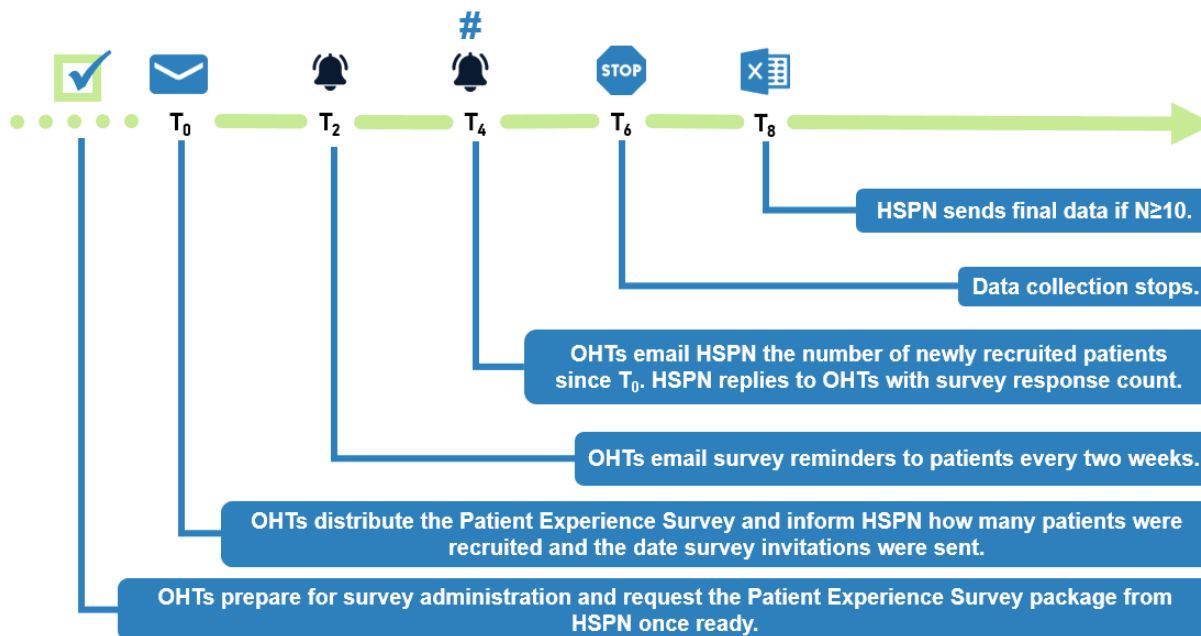 #
STOP
X
T₀ T₂ T₄ T₆ T₈
HSPN sends final data if N≥10.
Data collection stops.
OHTs email HSPN the number of newly recruited patients
since T₀. HSPN replies to OHTs with survey response count.
OHTs email survey reminders to patients every two weeks.
OHTs distribute the Patient Experience Survey and inform HSPN how many patients were
recruited and the date survey invitations were sent.
OHTs prepare for survey administration and request the Patient Experience Survey package from
HSPN once ready.